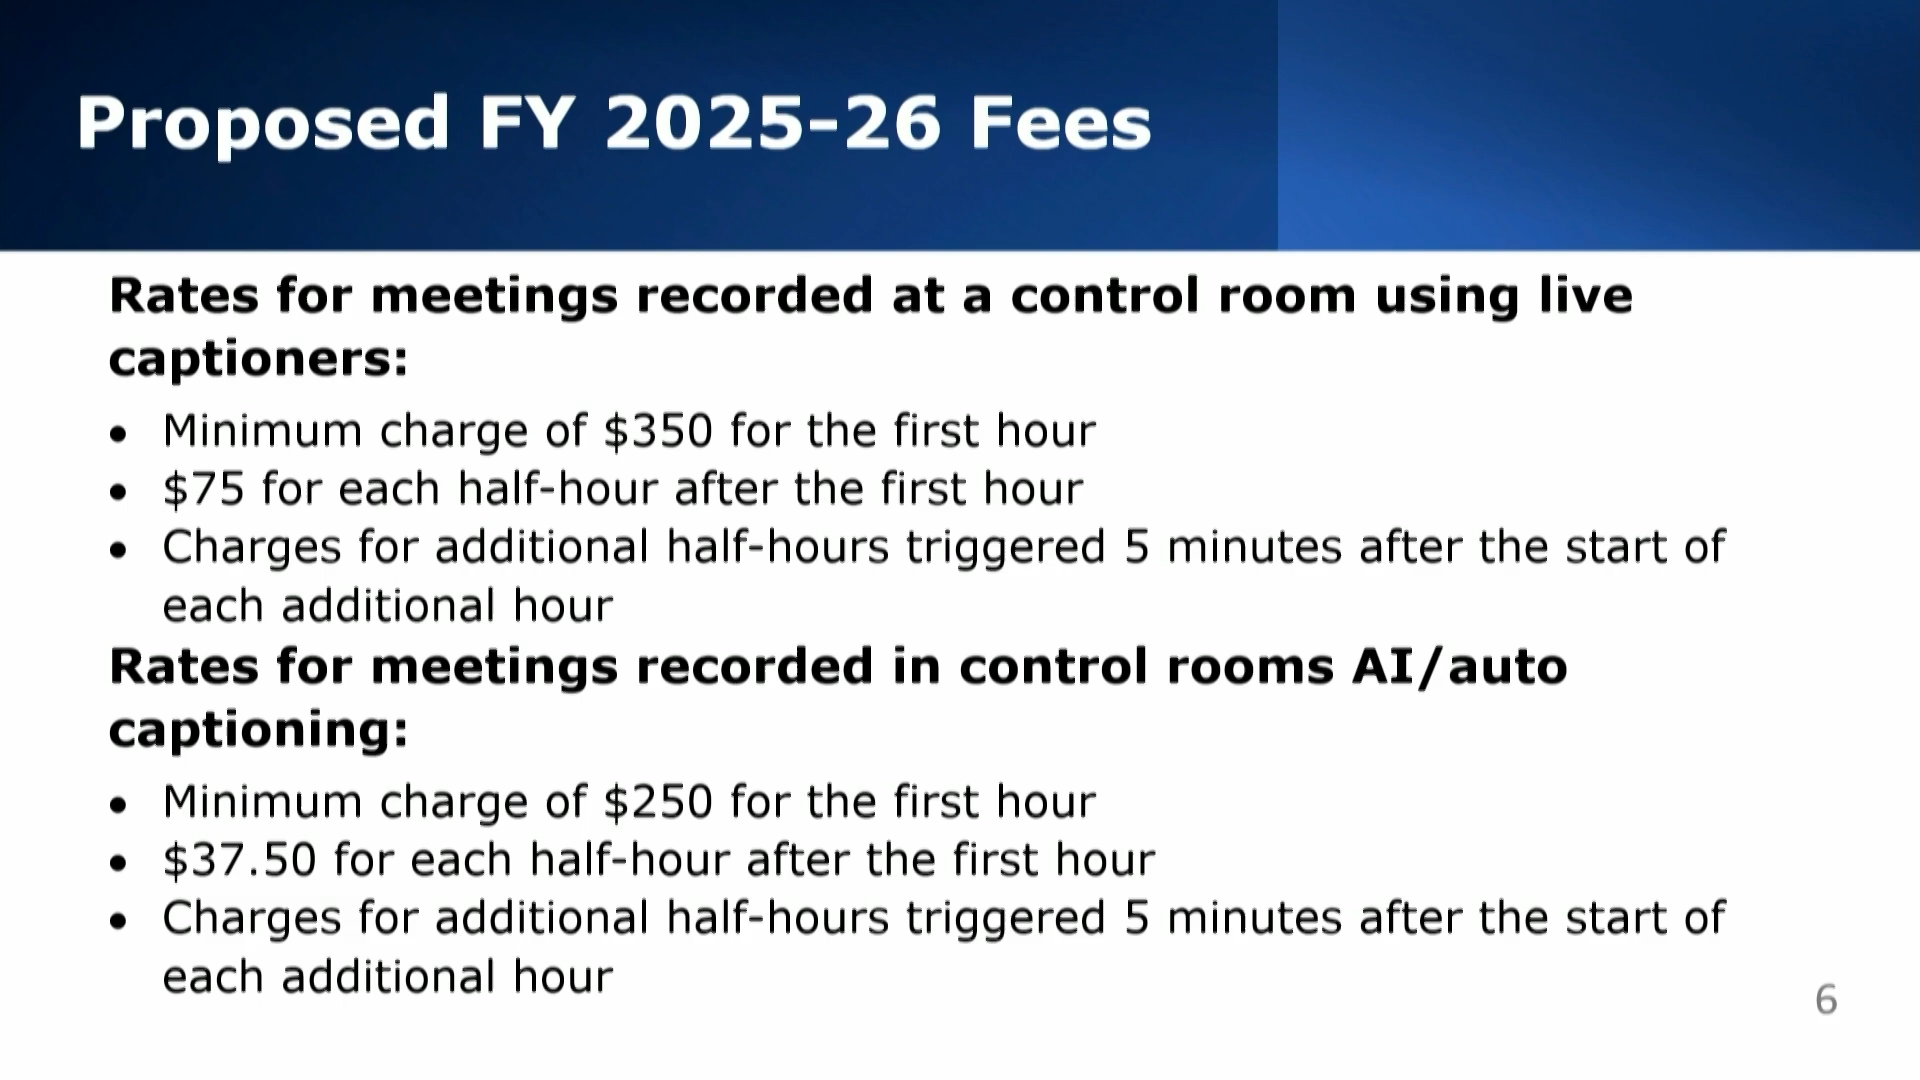 Proposed FY 2025-26 Fees
Rates for meetings recorded at a control room using live
captioners:
• Minimum charge of $350 for the first hour
• $75 for each half-hour after the first hour
• Charges for additional half-hours triggered 5 minutes after the start of
each additional hour
Rates for meetings recorded in control rooms AI/auto
captioning:
• Minimum charge of $250 for the first hour
• $37.50 for each half-hour after the first hour
• Charges for additional half-hours triggered 5 minutes after the start of
each additional hour
6